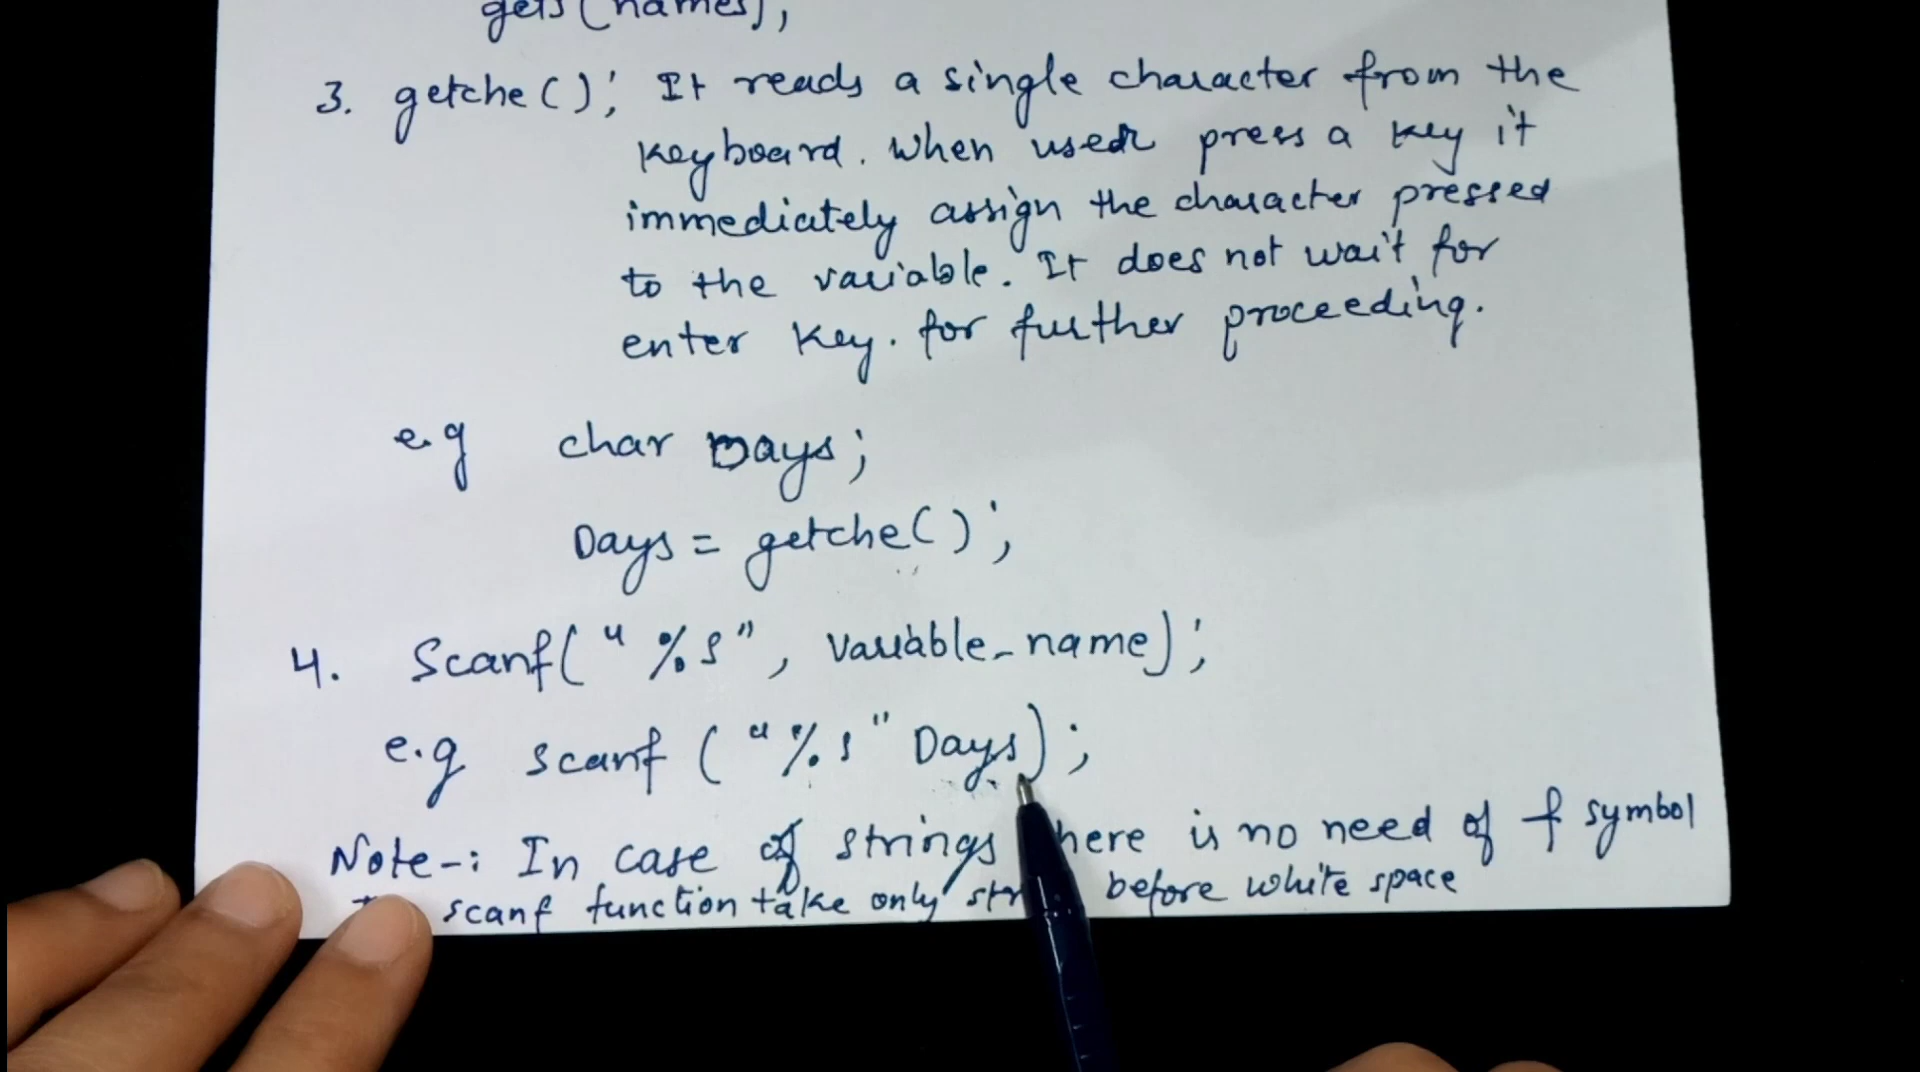 gets(names);
3. getche(); It reads a single character from the
keyboard. When user press a key it
immediately assign the character pressed
to the variable. It does not wait for
enter key. for further proceeding.
e.g char Days;
Days = getche();
4. Scanf("%s", Variable_name);
e.g scanf ("%s" Days);
Note-: In case of strings here is no need of f symbol
scanf function take only str before white space